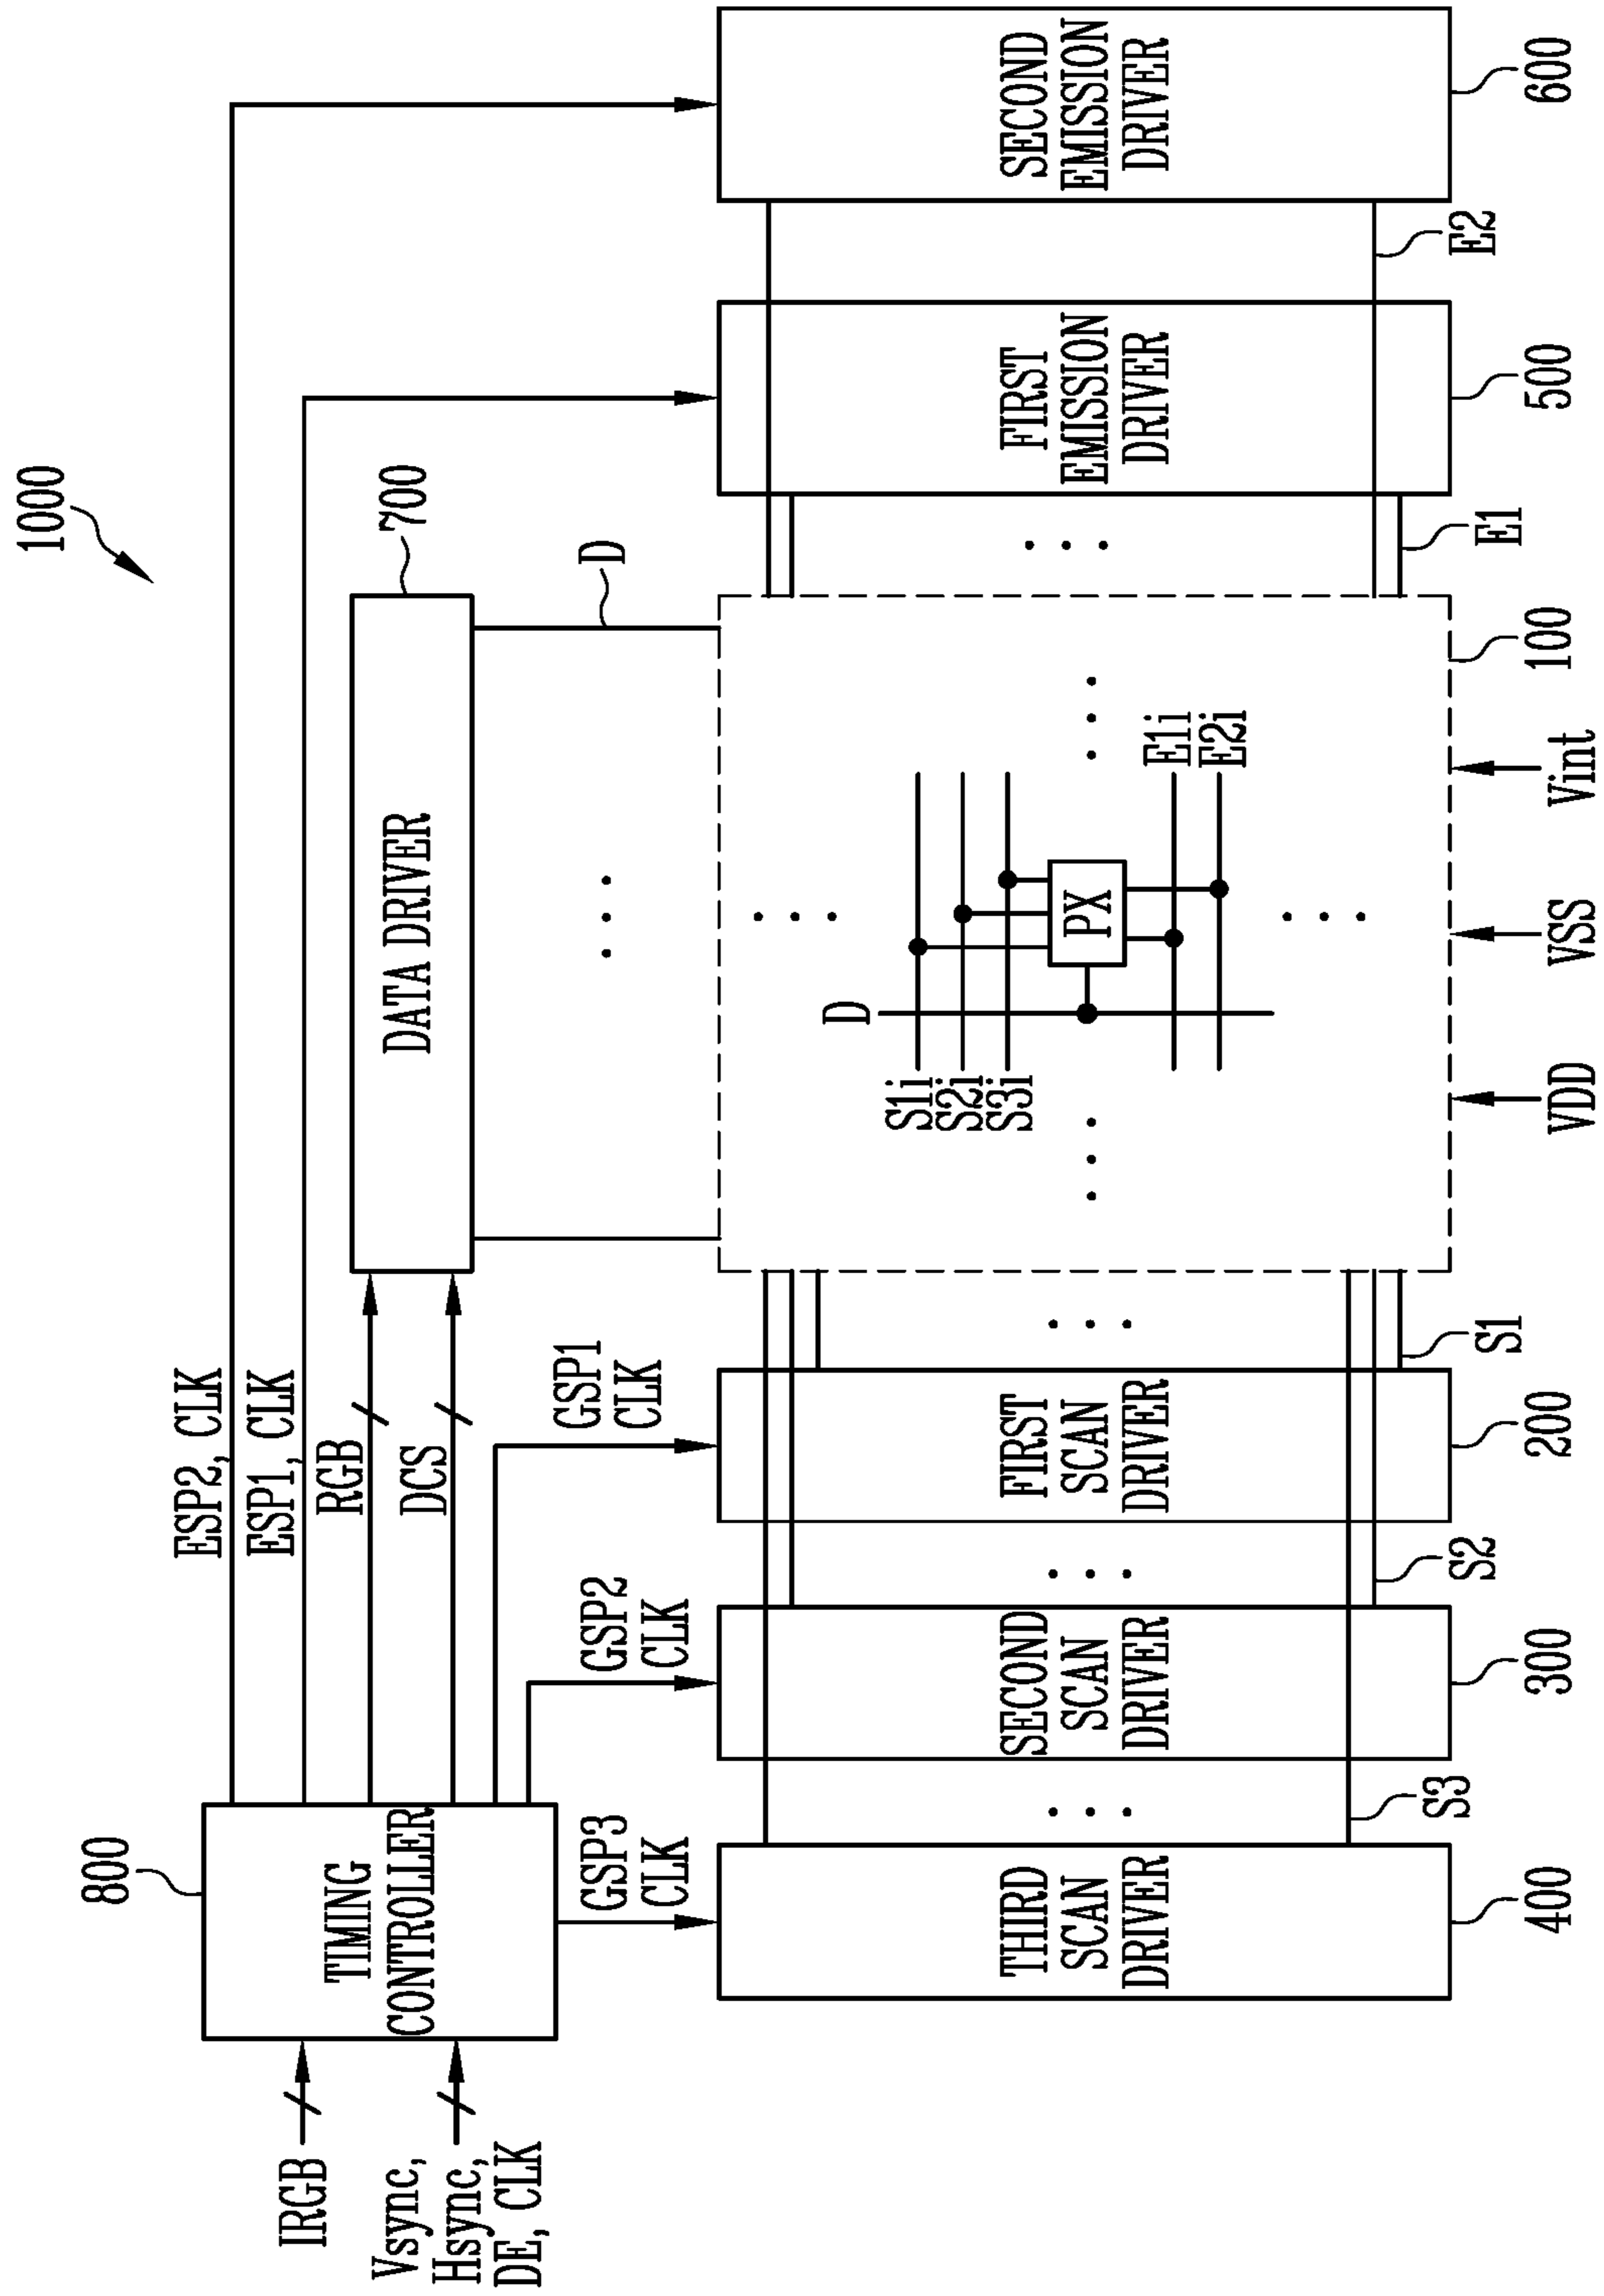 1000
800
TIMING
CONTROLLER
IRGB
Vsync,
Hsync,
DE, CLK
ESP2, CLK
ESP1, CLK
RGB
DCS
GSP1
CLK
GSP2
CLK
GSP3
CLK
DATA DRIVER
700
D
THIRD
SCAN
DRIVER
400
S3
SECOND
SCAN
DRIVER
300
S2
FIRST
SCAN
DRIVER
200
S1
D
S1i
S2i
S3i
PX
E1i
E2i
100
VDD
VSS
Vint
E1
FIRST
EMISSION
DRIVER
500
E2
SECOND
EMISSION
DRIVER
600